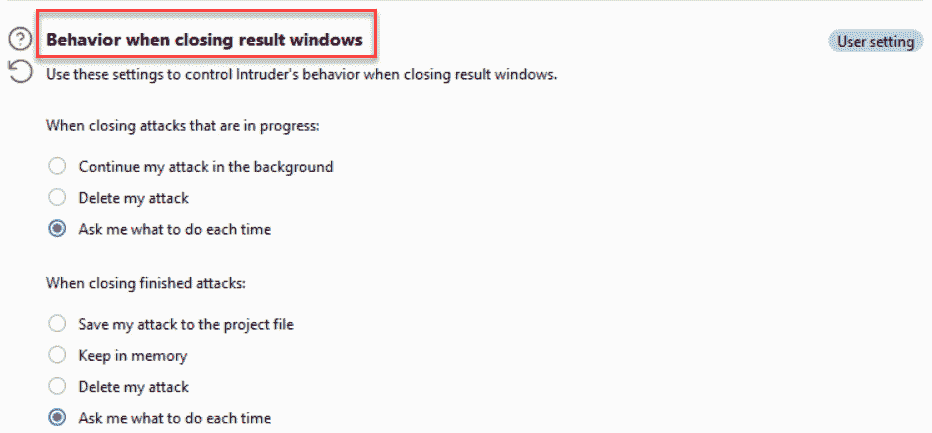 Behavior when closing result windows
User setting
Use these settings to control Intruder's behavior when closing result windows.
When closing attacks that are in progress:
Continue my attack in the background
Delete my attack
Ask me what to do each time
When closing finished attacks:
Save my attack to the project file
Keep in memory
Delete my attack
Ask me what to do each time